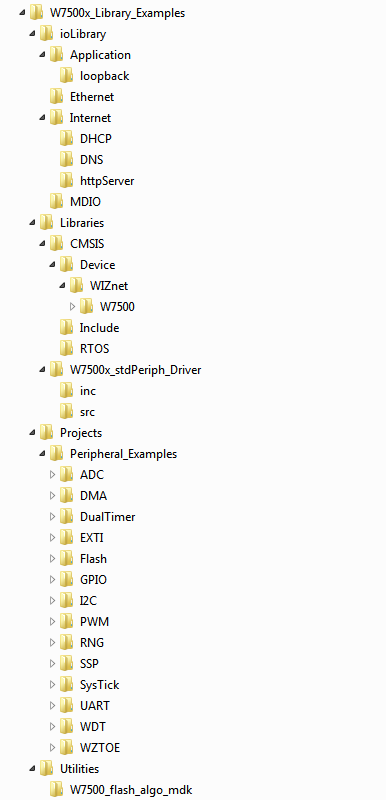 W7500x_Library_Examples
ioLibrary
Application
loopback
Ethernet
Internet
DHCP
DNS
httpServer
MDIO
Libraries
CMSIS
Device
WIZnet
W7500
Include
RTOS
W7500x_stdPeriph_Driver
inc
src
Projects
Peripheral_Examples
ADC
DMA
DualTimer
EXTI
Flash
GPIO
I2C
PWM
RNG
SSP
SysTick
UART
WDT
WZTOE
Utilities
W7500_flash_algo_mdk